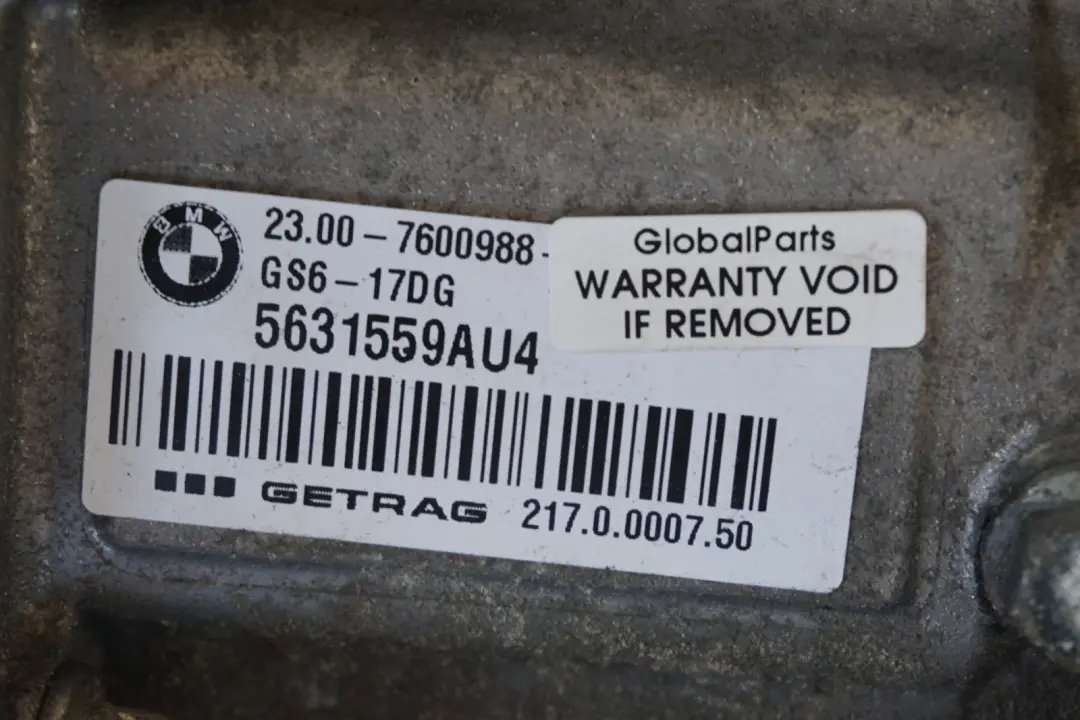 BMW
23.00-7600988-
GS6-17DG
5631559AU4
GlobalParts
WARRANTY VOID
IF REMOVED
GETRAG 217.0.0007.50